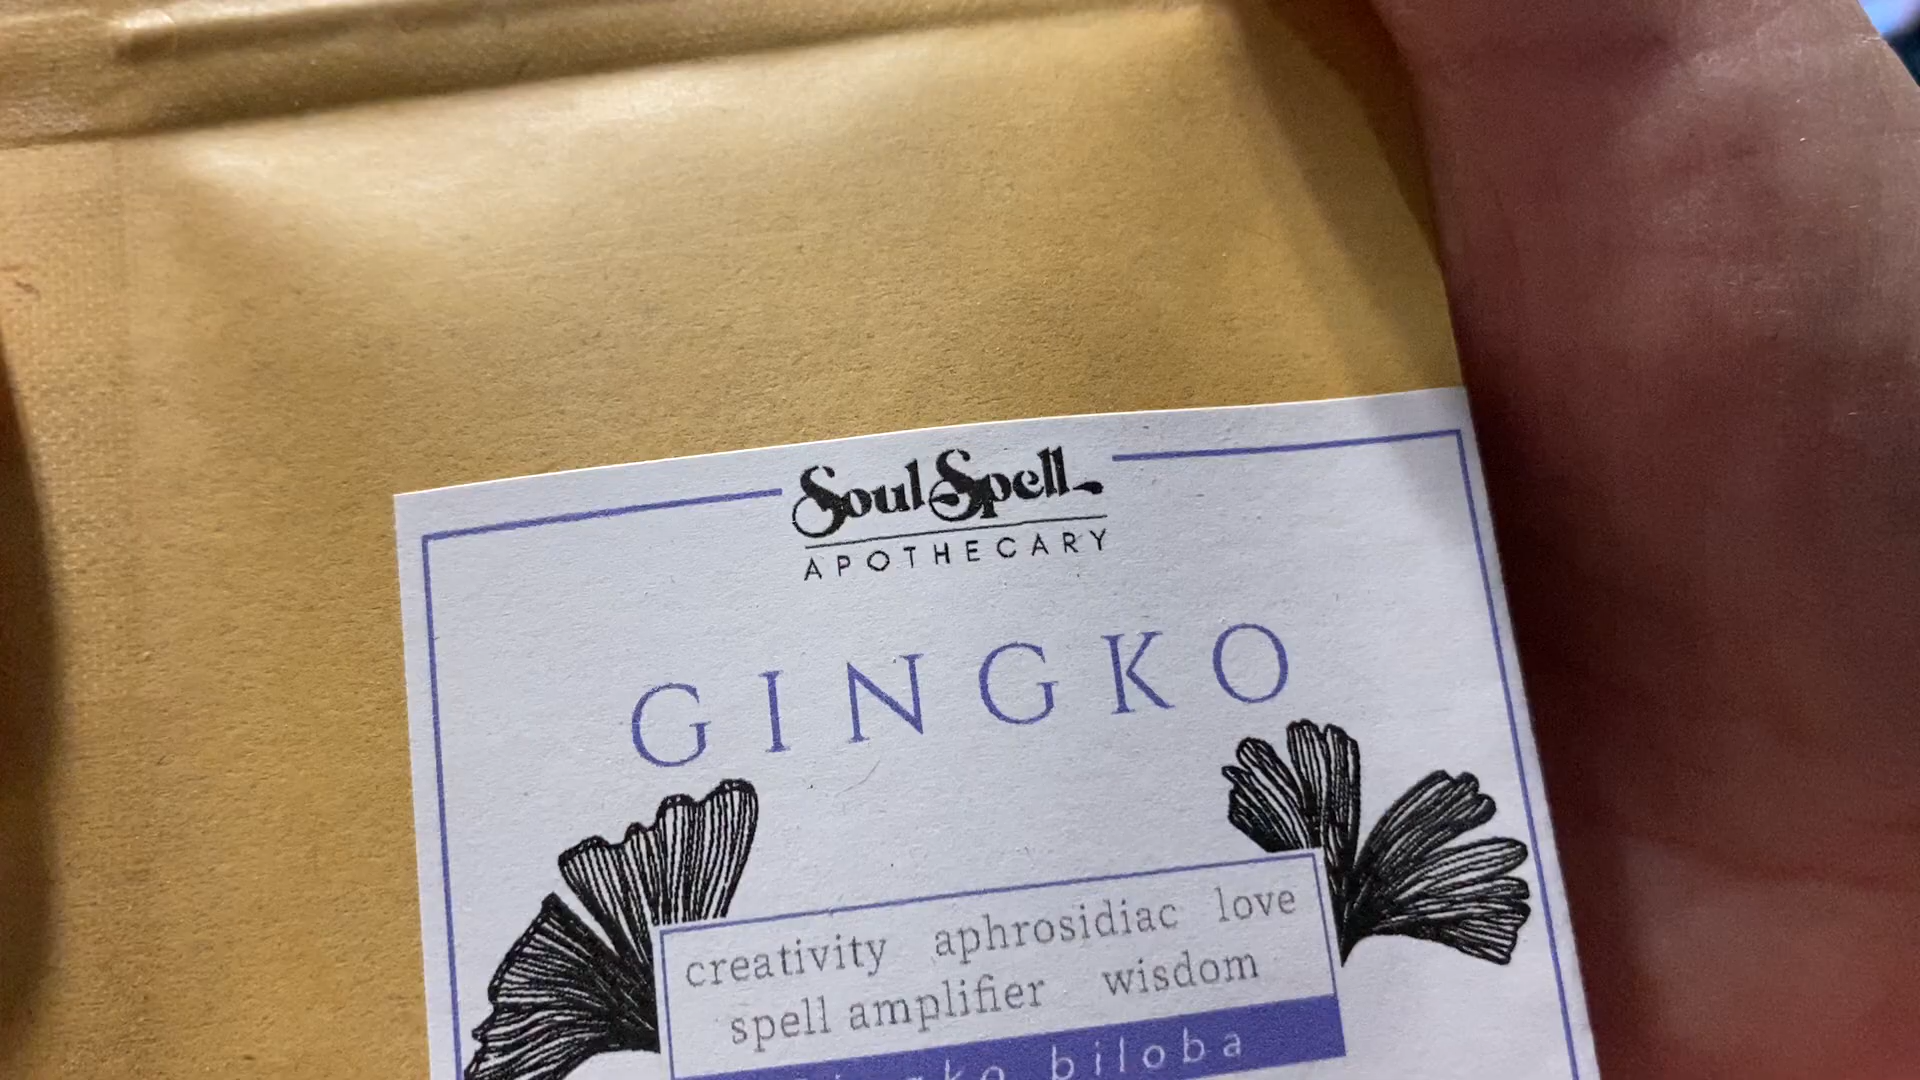 Soul Spell
APOTHECARY
GINGKO
creativity aphrosidiac love
spell amplifier wisdom
biloba